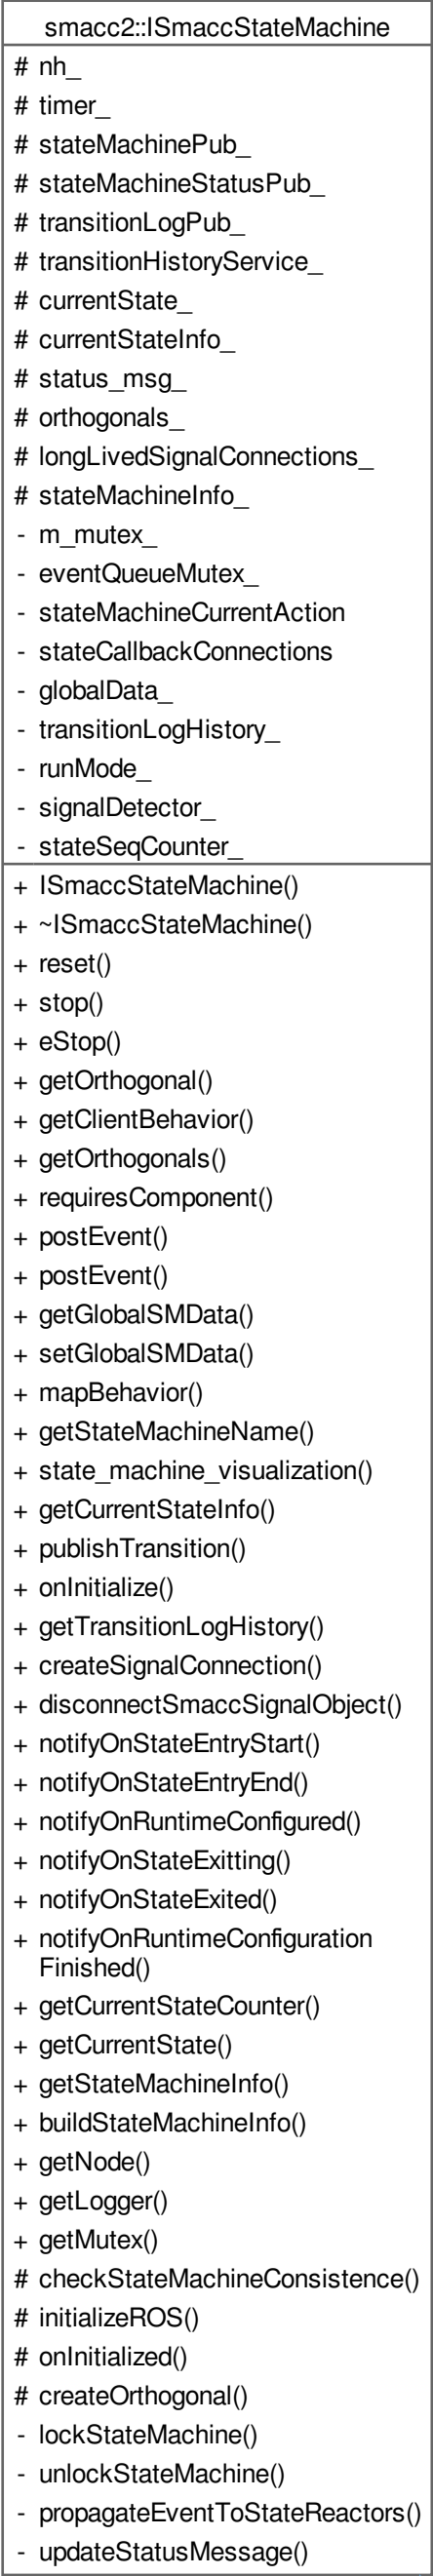 smacc2::ISmaccStateMachine
# nh_
# timer_
# stateMachinePub_
# stateMachineStatusPub_
# transitionLogPub_
# transitionHistoryService_
# currentState_
# currentStateInfo_
# status_msg_
# orthogonals_
# longLivedSignalConnections_
# stateMachineInfo_
- m_mutex_
- eventQueueMutex_
- stateMachineCurrentAction
- stateCallbackConnections
- globalData_
- transitionLogHistory_
- runMode_
- signalDetector_
- stateSeqCounter_
+ ISmaccStateMachine()
+ ~ISmaccStateMachine()
+ reset()
+ stop()
+ eStop()
+ getOrthogonal()
+ getClientBehavior()
+ getOrthogonals()
+ requiresComponent()
+ postEvent()
+ postEvent()
+ getGlobalSMData()
+ setGlobalSMData()
+ mapBehavior()
+ getStateMachineName()
+ state_machine_visualization()
+ getCurrentStateInfo()
+ publishTransition()
+ onInitialize()
+ getTransitionLogHistory()
+ createSignalConnection()
+ disconnectSmaccSignalObject()
+ notifyOnStateEntryStart()
+ notifyOnStateEntryEnd()
+ notifyOnRuntimeConfigured()
+ notifyOnStateExitting()
+ notifyOnStateExited()
+ notifyOnRuntimeConfiguration
Finished()
+ getCurrentStateCounter()
+ getCurrentState()
+ getStateMachineInfo()
+ buildStateMachineInfo()
+ getNode()
+ getLogger()
+ getMutex()
# checkStateMachineConsistence()
# initializeROS()
# onInitialized()
# createOrthogonal()
- lockStateMachine()
- unlockStateMachine()
- propagateEventToStateReactors()
- updateStatusMessage()